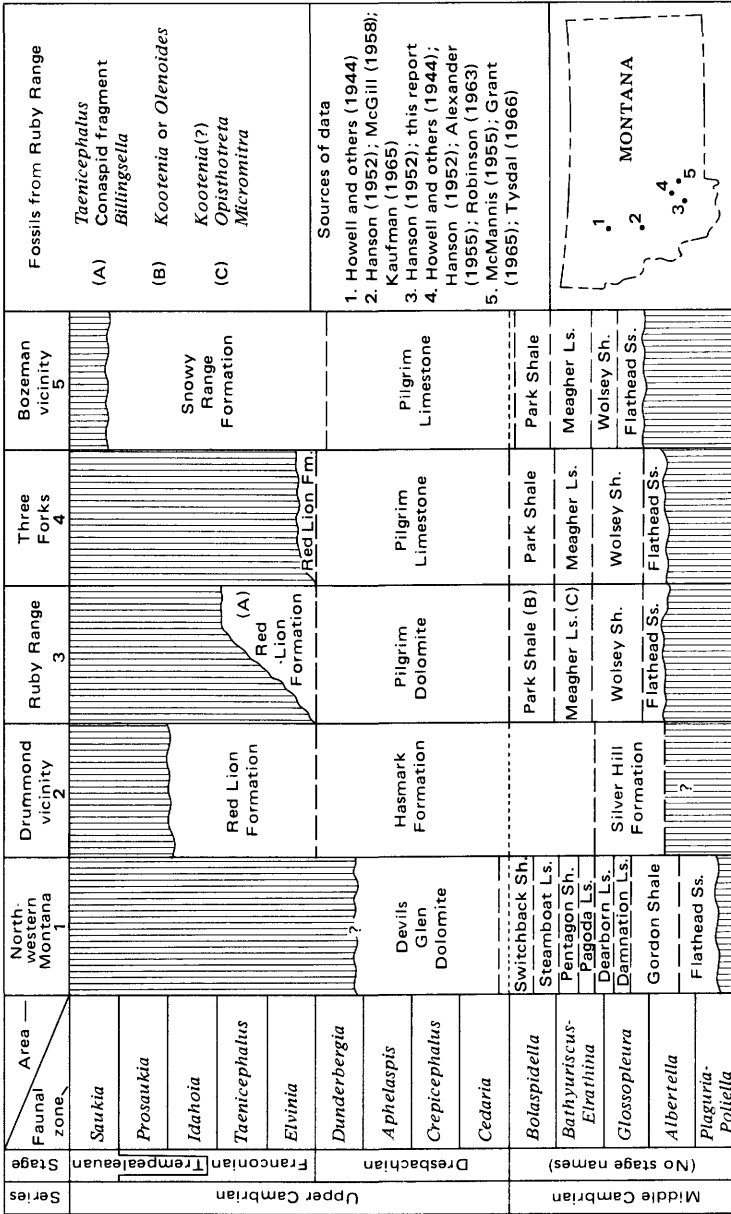 Series
Stage
Area —
Faunal
zone
North-
western
Montana
1
Drummond
vicinity
2
Ruby Range
3
Three
Forks
4
Bozeman
vicinity
5
Fossils from Ruby Range
Upper Cambrian
Middle Cambrian
Trempealeauan
Franconian
Dresbachian
(No stage names)
Saukia
Prosaukia
Idahoia
Taenicephalus
Elvinia
Dunderbergia
Aphelaspis
Crepicephalus
Cedaria
Bolaspidella
Bathyuriscus-
Elrathina
Glossopleura
Albertella
Plaguria-
Poliella
?
Devils
Glen
Dolomite
Switchback Sh.
Steamboat Ls.
Pentagon Sh.
Pagoda Ls.
Dearborn Ls.
Damnation Ls.
Gordon Shale
Flathead Ss.
Red Lion
Formation
Hasmark
Formation
Silver Hill
Formation
?
(A)
Red
Lion
Formation
Pilgrim
Dolomite
Park Shale (B)
Meagher Ls. (C)
Wolsey Sh.
Flathead Ss.
Red Lion Fm.
Pilgrim
Limestone
Park Shale
Meagher Ls.
Wolsey Sh.
Flathead Ss.
Snowy
Range
Formation
Pilgrim
Limestone
Park Shale
Meagher Ls.
Wolsey Sh.
Flathead Ss.
Taenicephalus
(A) Conaspid fragment
Billingsella
(B) Kootenia or Olenoides
Kootenia(?)
(C) Opisthotreta
Micromitra
Sources of data
1. Howell and others (1944)
2. Hanson (1952); McGill (1958);
Kaufman (1965)
3. Hanson (1952); this report
4. Howell and others (1944);
Hanson (1952); Alexander
(1955); Robinson (1963)
5. McMannis (1955); Grant
(1965); Tysdal (1966)
MONTANA
1
2
3
4
5